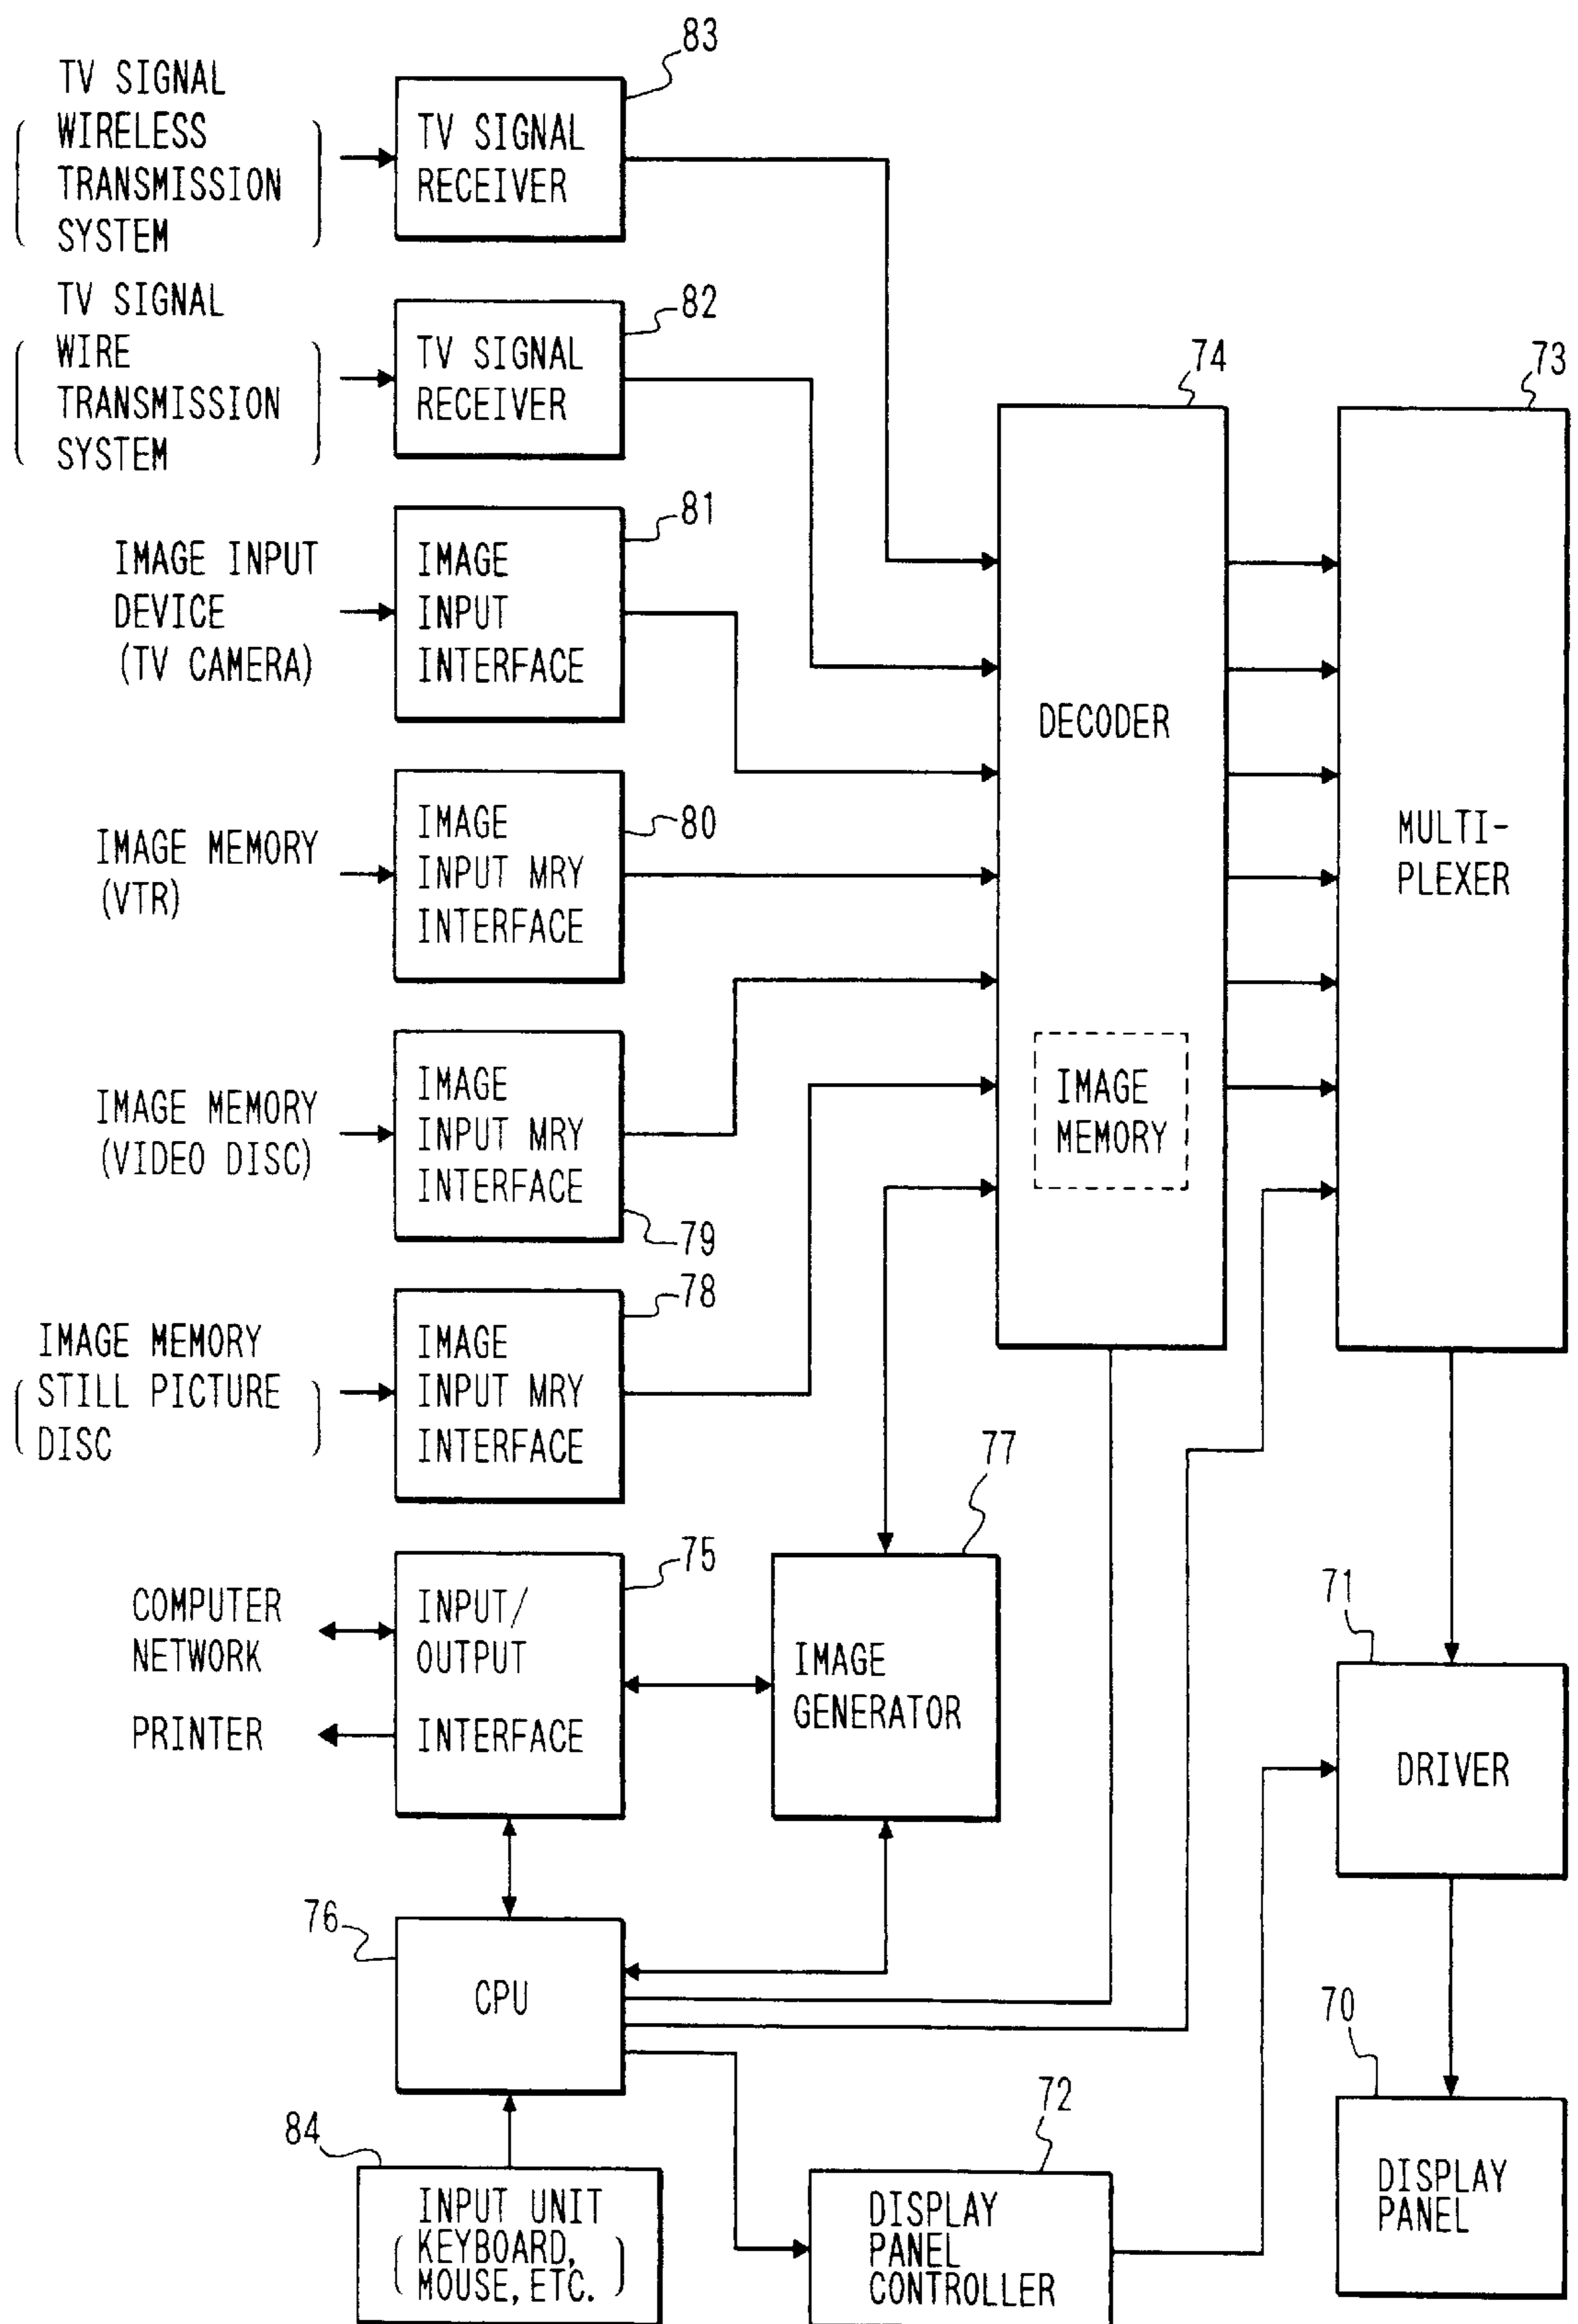 83
TV SIGNAL
WIRELESS
TRANSMISSION
SYSTEM
TV SIGNAL
RECEIVER
82
TV SIGNAL
WIRE
TRANSMISSION
SYSTEM
TV SIGNAL
RECEIVER
74
73
81
IMAGE INPUT
DEVICE
(TV CAMERA)
IMAGE
INPUT
INTERFACE
DECODER
MULTI-
PLEXER
80
IMAGE MEMORY
(VTR)
IMAGE
INPUT MRY
INTERFACE
IMAGE MEMORY
(VIDEO DISC)
IMAGE
INPUT MRY
INTERFACE
79
IMAGE
MEMORY
78
IMAGE MEMORY
STILL PICTURE
DISC
IMAGE
INPUT MRY
INTERFACE
77
75
COMPUTER
NETWORK
PRINTER
INPUT/
OUTPUT
INTERFACE
IMAGE
GENERATOR
71
DRIVER
76
CPU
70
DISPLAY
PANEL
84
INPUT UNIT
KEYBOARD,
MOUSE, ETC.
72
DISPLAY
PANEL
CONTROLLER